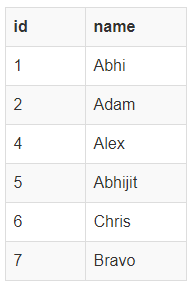 id name
1 Abhi
2 Adam
4 Alex
5 Abhijit
6 Chris
7 Bravo